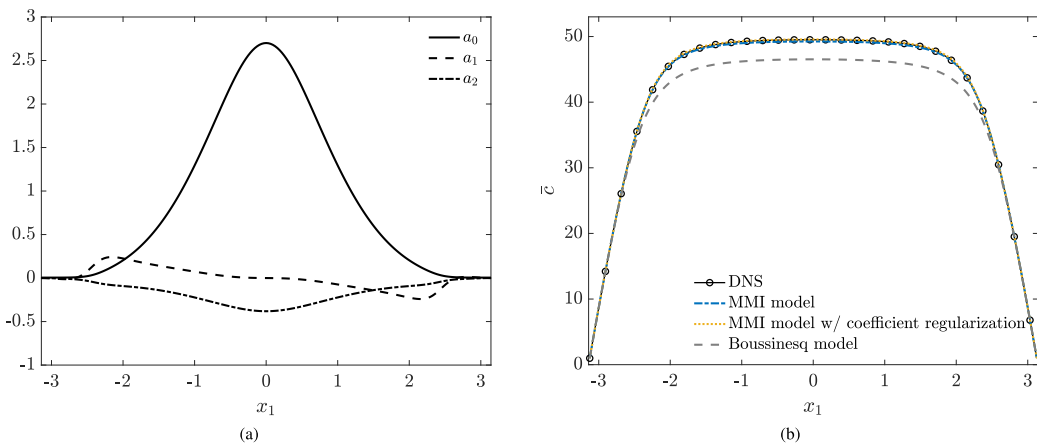 3
2.5
2
1.5
1
0.5
0
-0.5
-1
a0
a1
a2
-3 -2 -1 0 1 2 3
x1
(a)
50
40
30
20
10
0
c̄
DNS
MMI model
MMI model w/ coefficient regularization
Boussinesq model
-3 -2 -1 0 1 2 3
x1
(b)